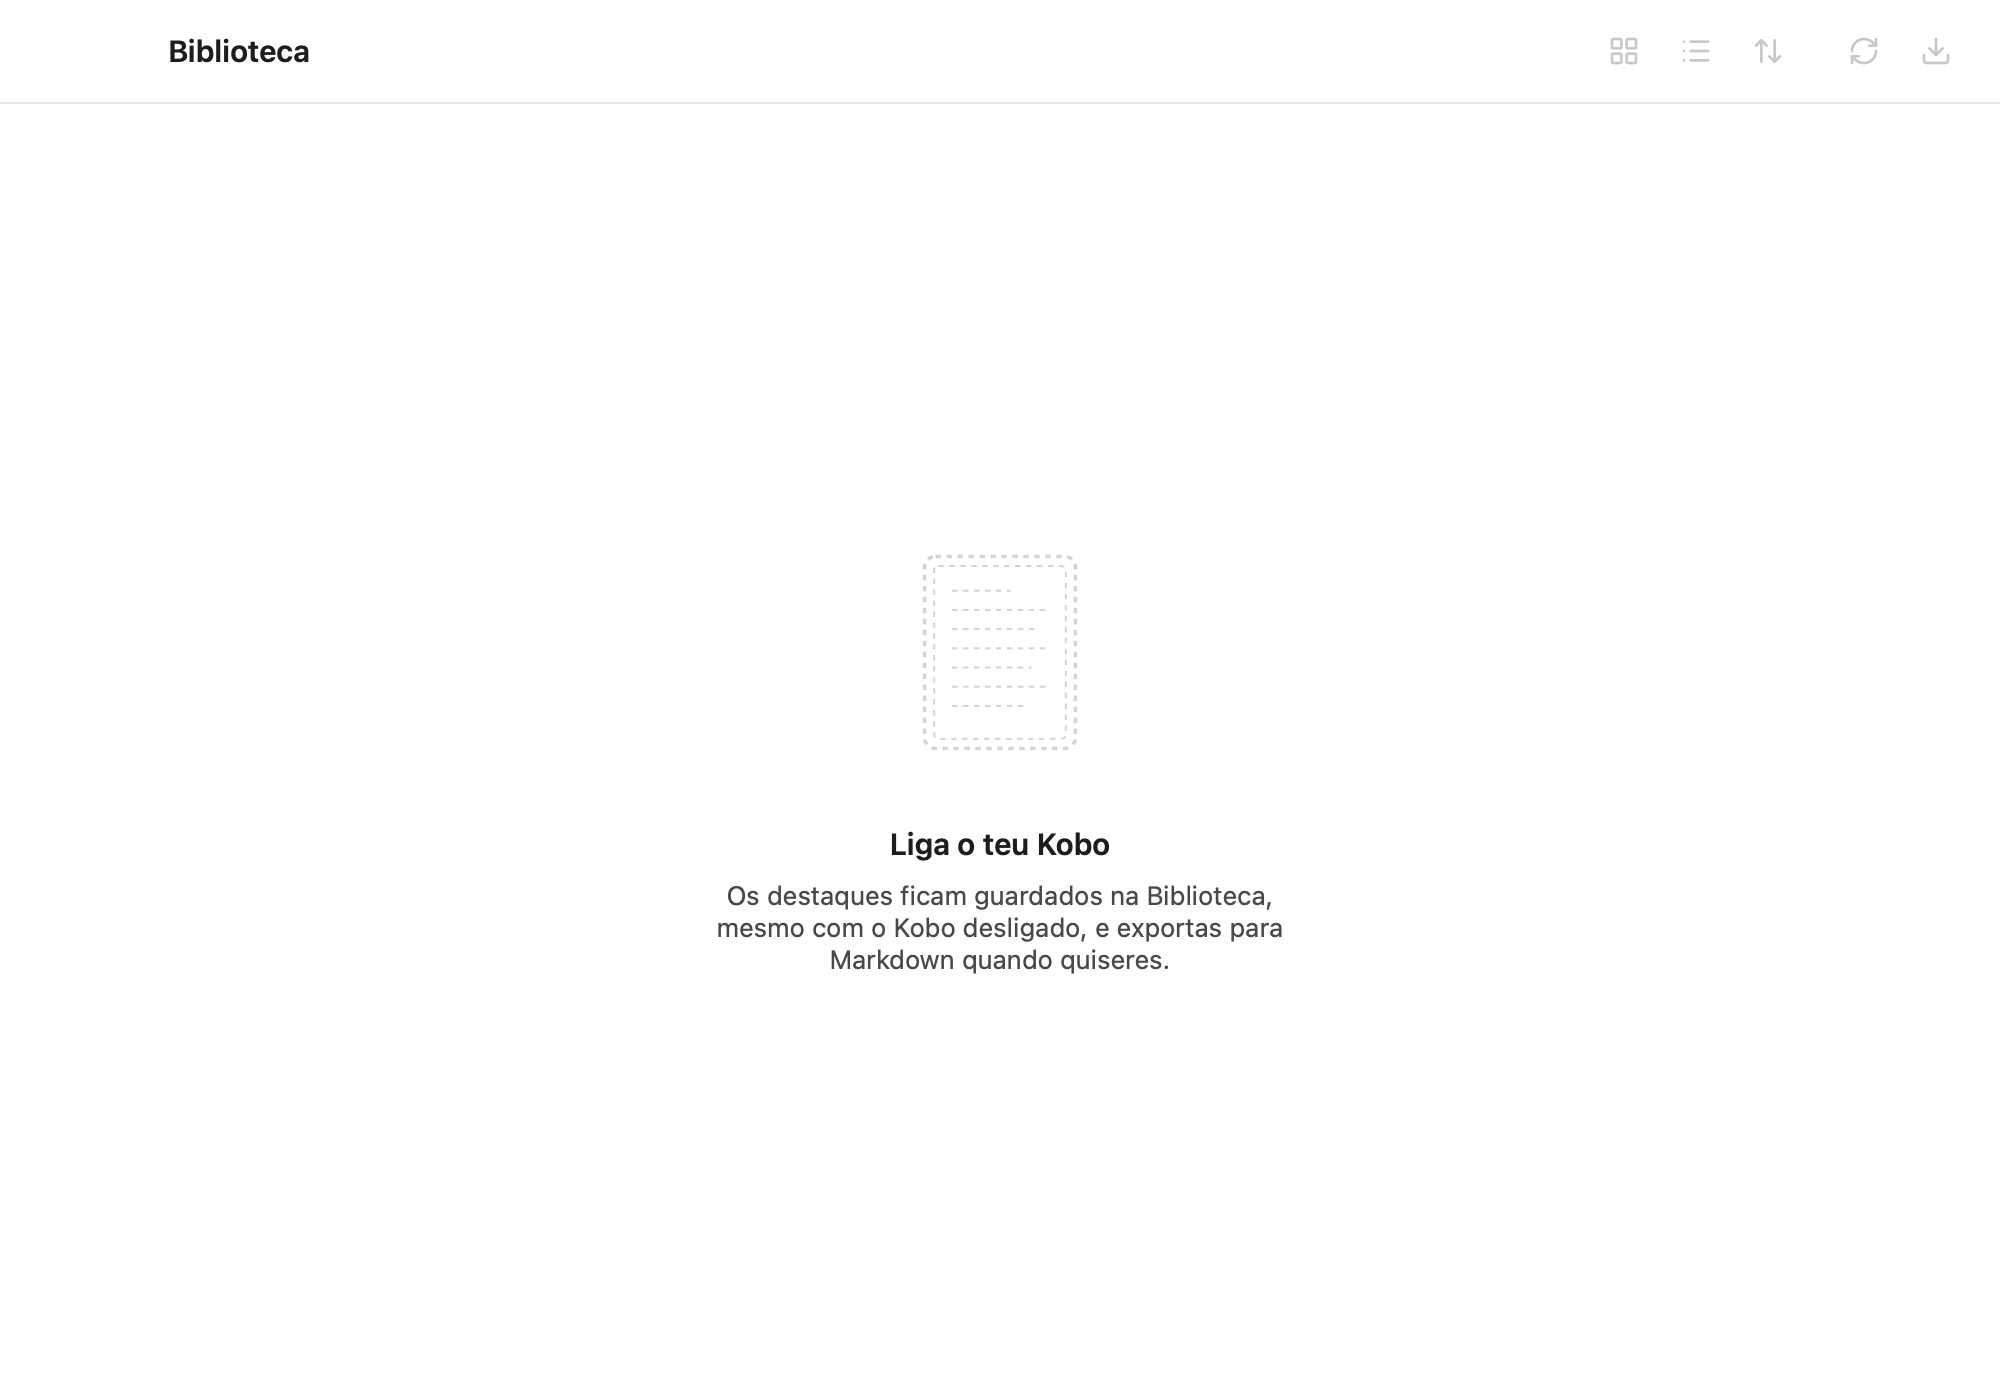 Biblioteca
Liga o teu Kobo
Os destaques ficam guardados na Biblioteca,
mesmo com o Kobo desligado, e exportas para
Markdown quando quiseres.